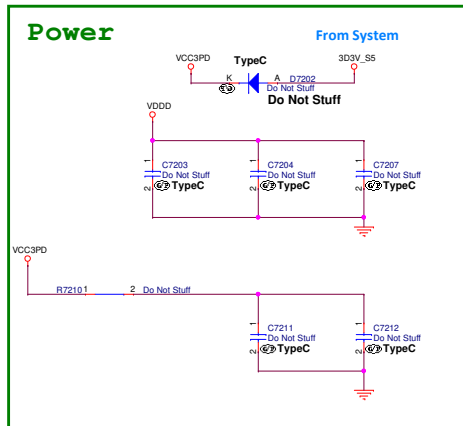 Power
From System
VCC3PD
TypeC
3D3V_S5
K
A
D7202
Do Not Stuff
Do Not Stuff
VDDD
1
C7203
Do Not Stuff
2
TypeC
1
C7204
Do Not Stuff
2
TypeC
1
C7207
Do Not Stuff
2
TypeC
VCC3PD
R7210
1
2
Do Not Stuff
1
C7211
Do Not Stuff
2
TypeC
1
C7212
Do Not Stuff
2
TypeC